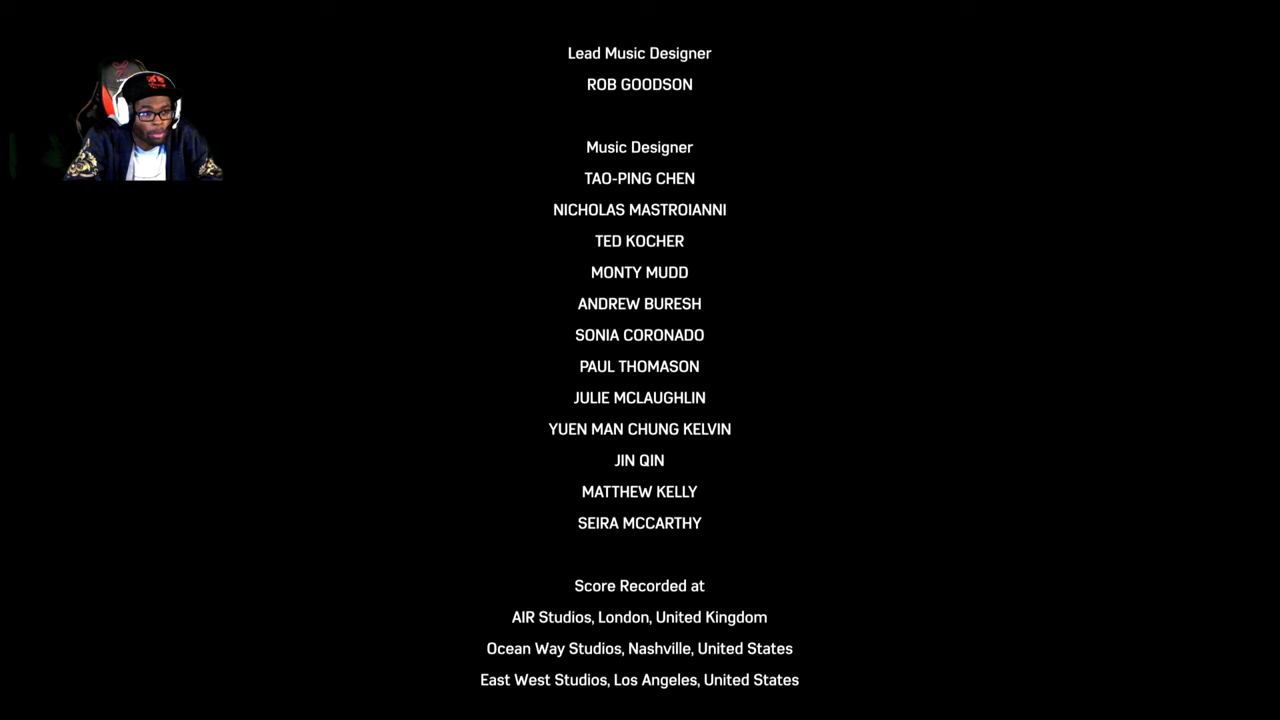 Lead Music Designer
ROB GOODSON
Music Designer
TAO-PING CHEN
NICHOLAS MASTROIANNI
TED KOCHER
MONTY MUDD
ANDREW BURESH
SONIA CORONADO
PAUL THOMASON
JULIE MCLAUGHLIN
YUEN MAN CHUNG KELVIN
JIN QIN
MATTHEW KELLY
SEIRA MCCARTHY
Score Recorded at
AIR Studios, London, United Kingdom
Ocean Way Studios, Nashville, United States
East West Studios, Los Angeles, United States